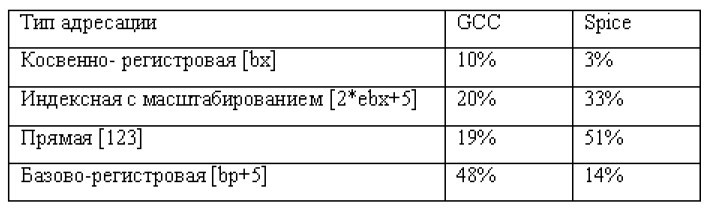 Тип адресации GCC Spice
Косвенно- регистровая [bx] 10% 3%
Индексная с масштабированием [2*ebx+5] 20% 33%
Прямая [123] 19% 51%
Базово-регистровая [bp+5] 48% 14%